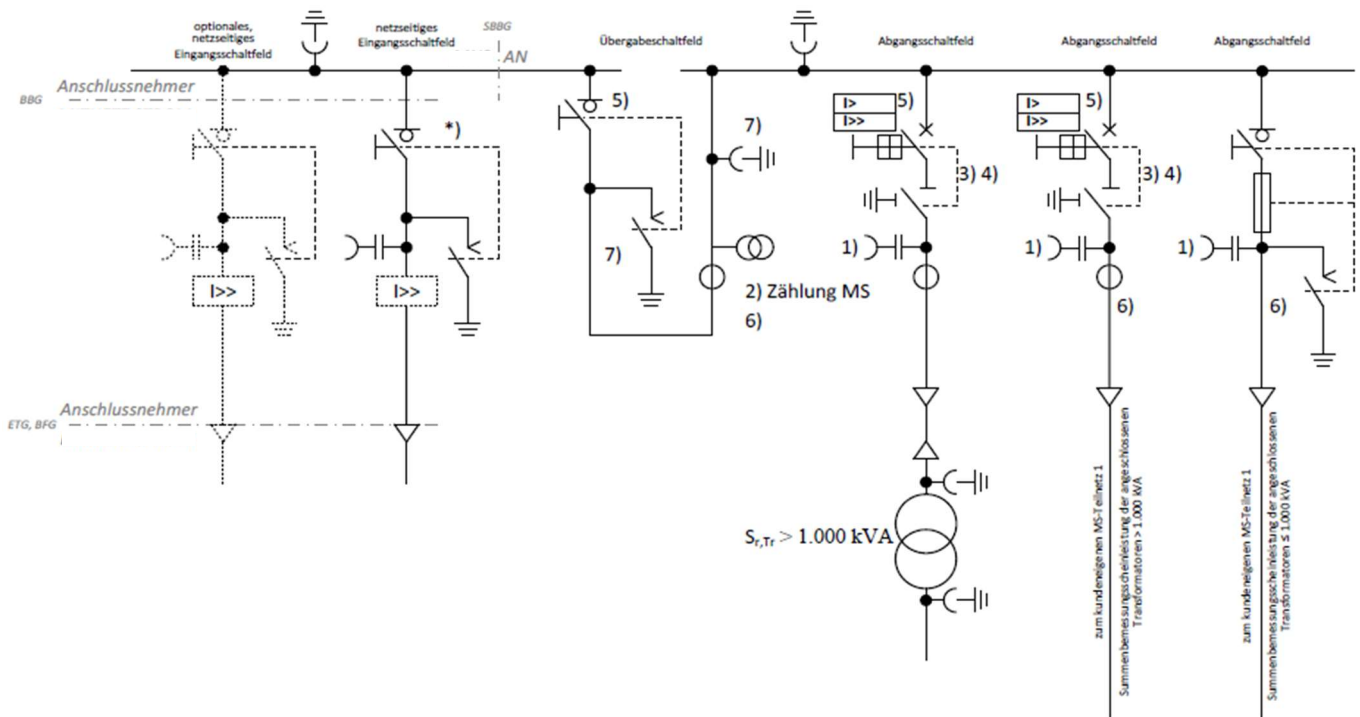 optionales,
netzseitiges
Eingangsschaltfeld
netzseitiges
Eingangsschaltfeld
SBBG
AN
Übergabeschaltfeld
Abgangsschaltfeld
Abgangsschaltfeld
Abgangsschaltfeld
Anschlussnehmer
BBG
*)
5)
7)
I>
I>>
5)
I>
I>>
5)
3) 4)
3) 4)
7)
1)
1)
1)
I>>
I>>
2) Zählung MS
6)
6)
6)
Anschlussnehmer
ETG, BFG
Sr,Tr > 1.000 kVA
zum kundeneigenen MS-Teilnetz 1
Summenbemessungsscheinleistung der angeschlossenen
Transformatoren > 1.000 kVA
zum kundeneigenen MS-Teilnetz 1
Summenbemessungsscheinleistung der angeschlossenen
Transformatoren ≤ 1.000 kVA